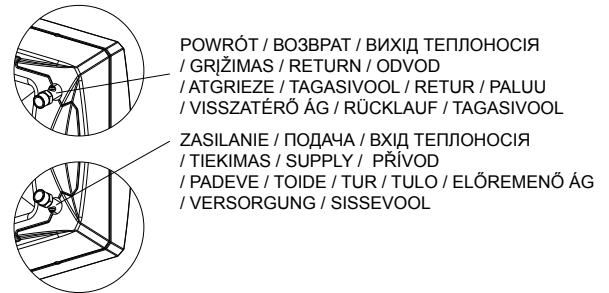 POWRÓT / ВОЗВРАТ / ВИХІД ТЕПЛОНОСІЯ
/ GRĮŽIMAS / RETURN / ODVOD
/ ATGRIEZE / TAGASIVOOL / RETUR / PALUU
/ VISSZATÉRŐ ÁG / RÜCKLAUF / TAGASIVOOL
ZASILANIE / ПОДАЧА / ВХІД ТЕПЛОНОСІЯ
/ TIEKIMAS / SUPPLY / PŘÍVOD
/ PADEVE / TOIDE / TUR / TULO / ELŐREMENŐ ÁG
/ VERSORGUNG / SISSEVOOL